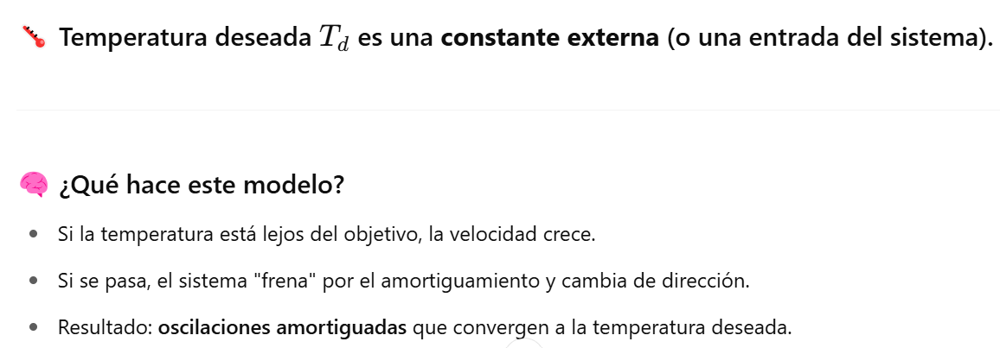 Temperatura deseada T_d es una constante externa (o una entrada del sistema).
¿Qué hace este modelo?
Si la temperatura está lejos del objetivo, la velocidad crece.
Si se pasa, el sistema "frena" por el amortiguamiento y cambia de dirección.
Resultado: oscilaciones amortiguadas que convergen a la temperatura deseada.